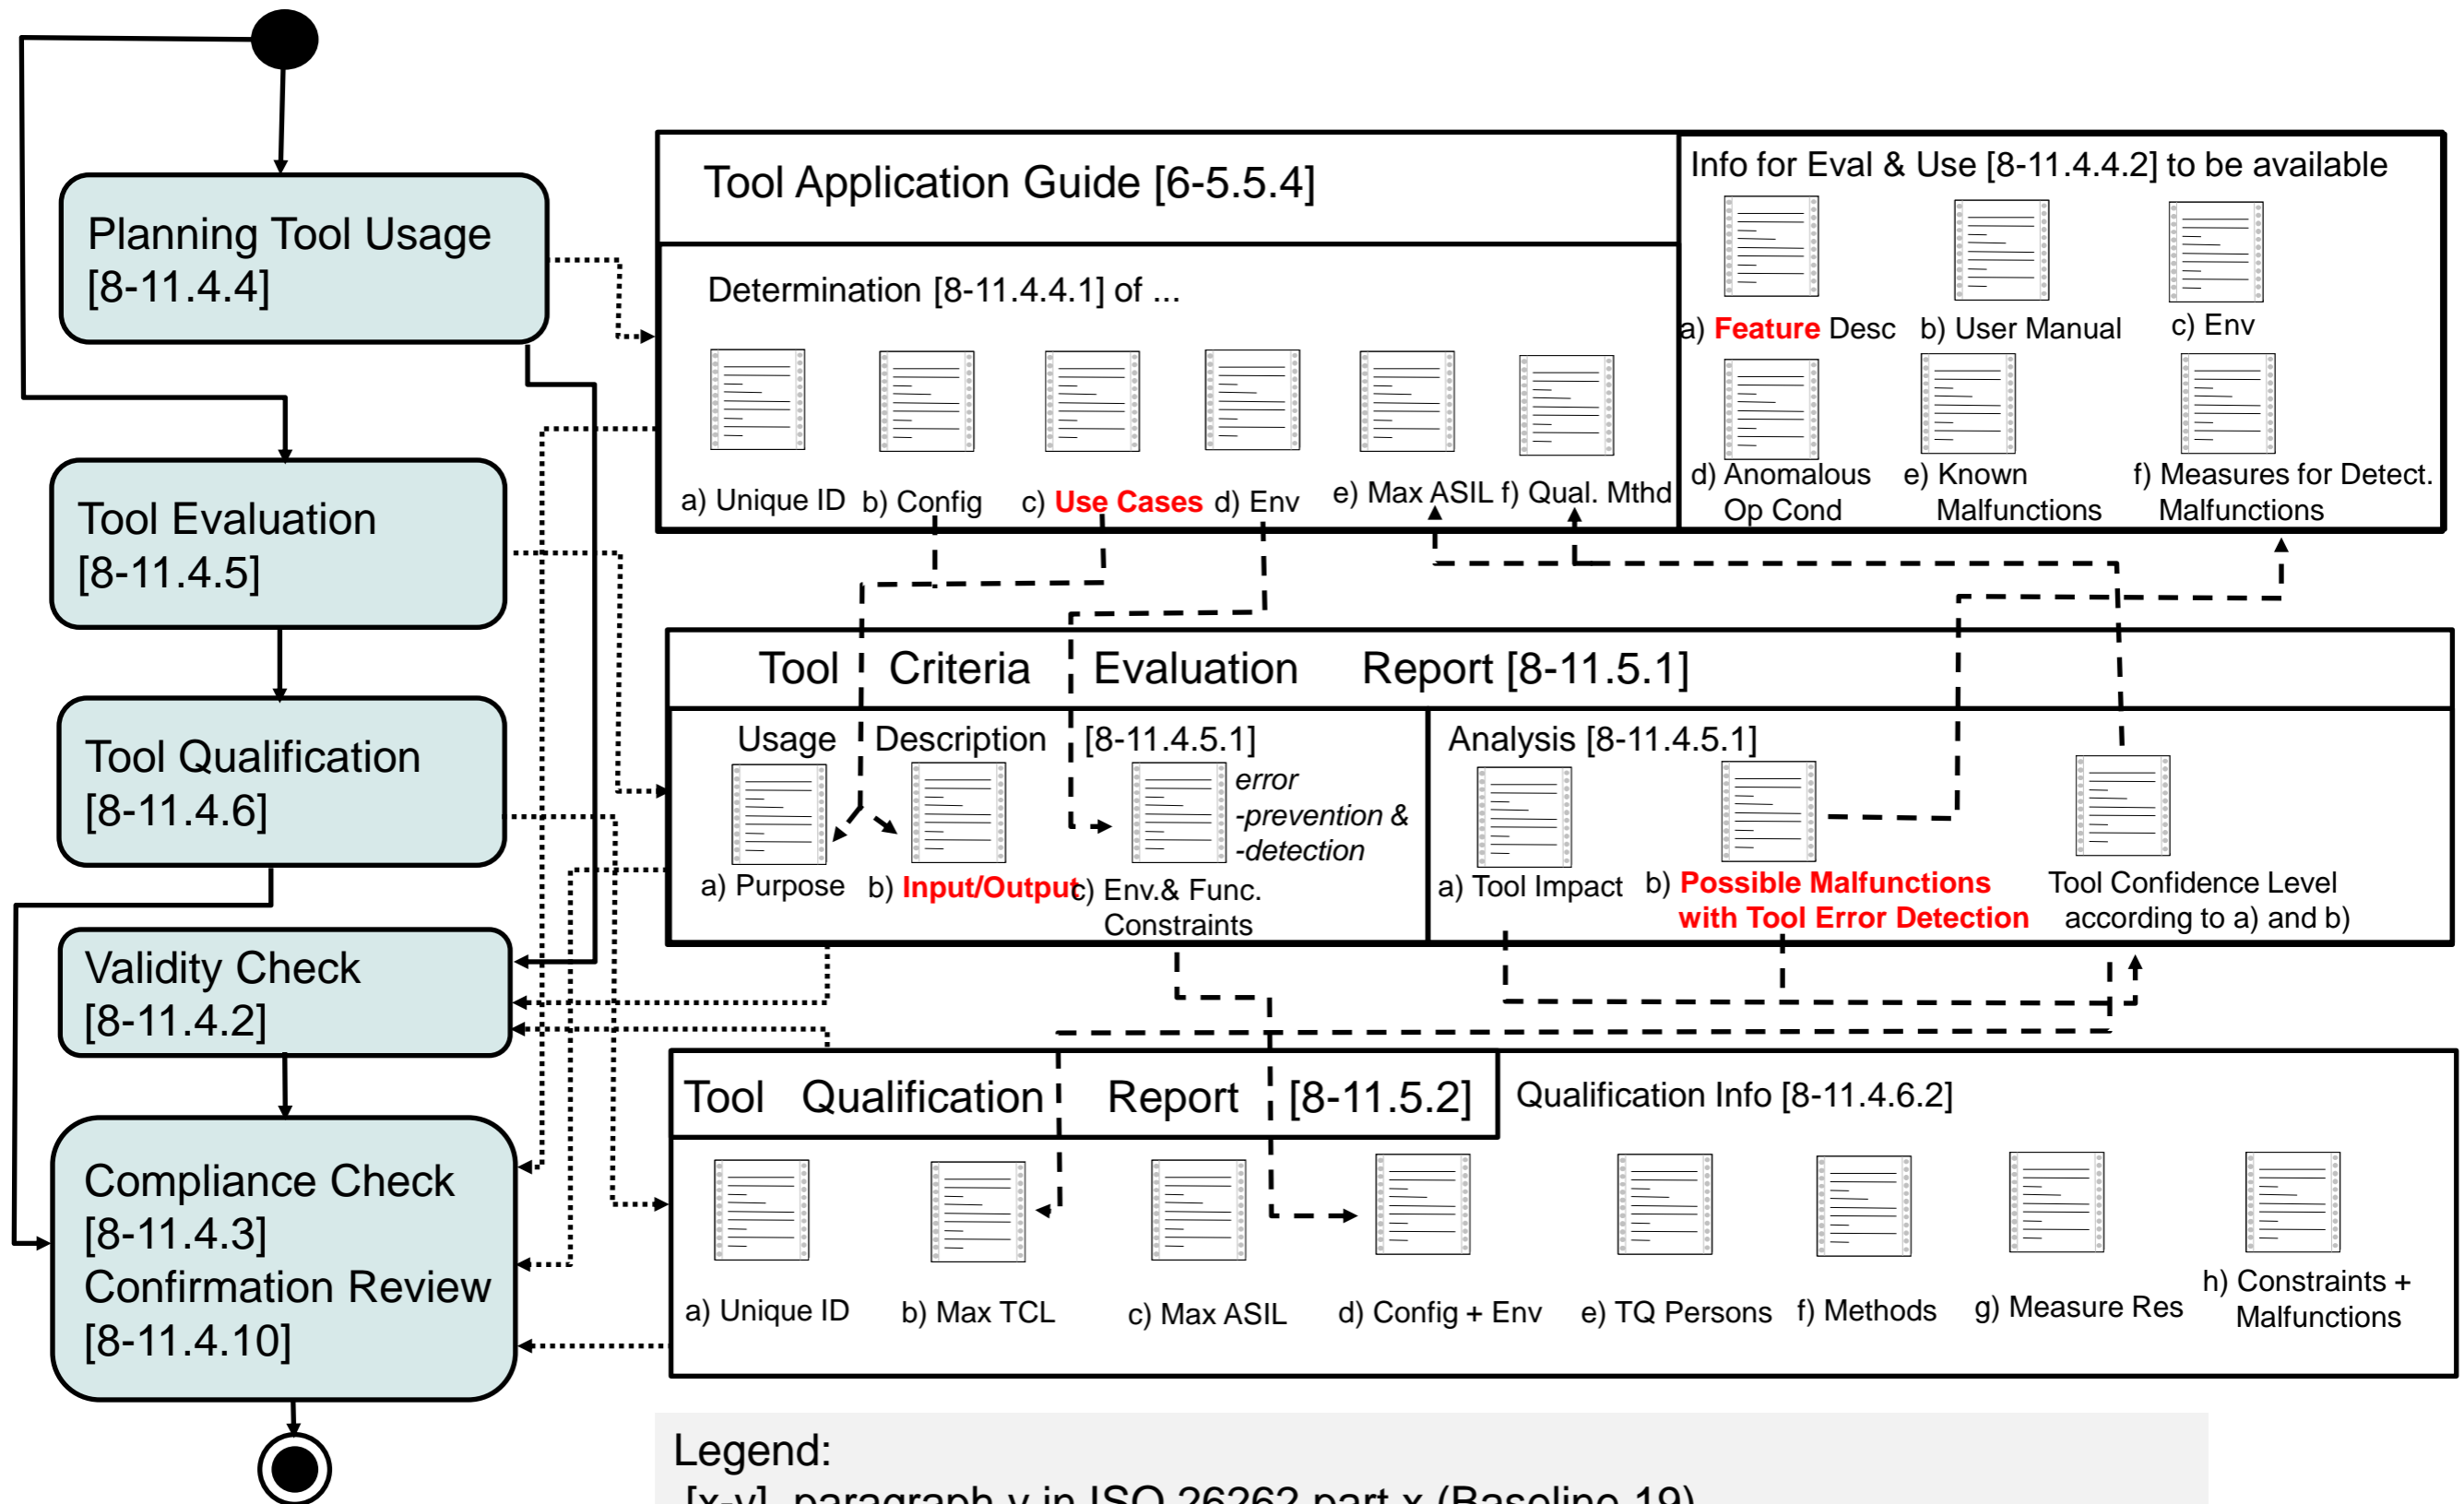 Planning Tool Usage
[8-11.4.4]
Tool Evaluation
[8-11.4.5]
Tool Qualification
[8-11.4.6]
Validity Check
[8-11.4.2]
Compliance Check
[8-11.4.3]
Confirmation Review
[8-11.4.10]
Tool Application Guide [6-5.5.4]
Determination [8-11.4.4.1] of ...
a) Unique ID
b) Config
c) Use Cases
d) Env
e) Max ASIL
f) Qual. Mthd
Info for Eval & Use [8-11.4.4.2] to be available
a) Feature Desc
b) User Manual
c) Env
d) Anomalous
Op Cond
e) Known
Malfunctions
f) Measures for Detect.
Malfunctions
Tool Criteria Evaluation Report [8-11.5.1]
Usage Description [8-11.4.5.1]
error
-prevention &
-detection
a) Purpose
b) Input/Output
c) Env.& Func.
Constraints
Analysis [8-11.4.5.1]
a) Tool Impact
b) Possible Malfunctions
with Tool Error Detection
Tool Confidence Level
according to a) and b)
Tool Qualification Report [8-11.5.2]
Qualification Info [8-11.4.6.2]
a) Unique ID
b) Max TCL
c) Max ASIL
d) Config + Env
e) TQ Persons
f) Methods
g) Measure Res
h) Constraints +
Malfunctions
Legend:
[x-y] paragraph y in ISO 26262 part x (Baseline 19)